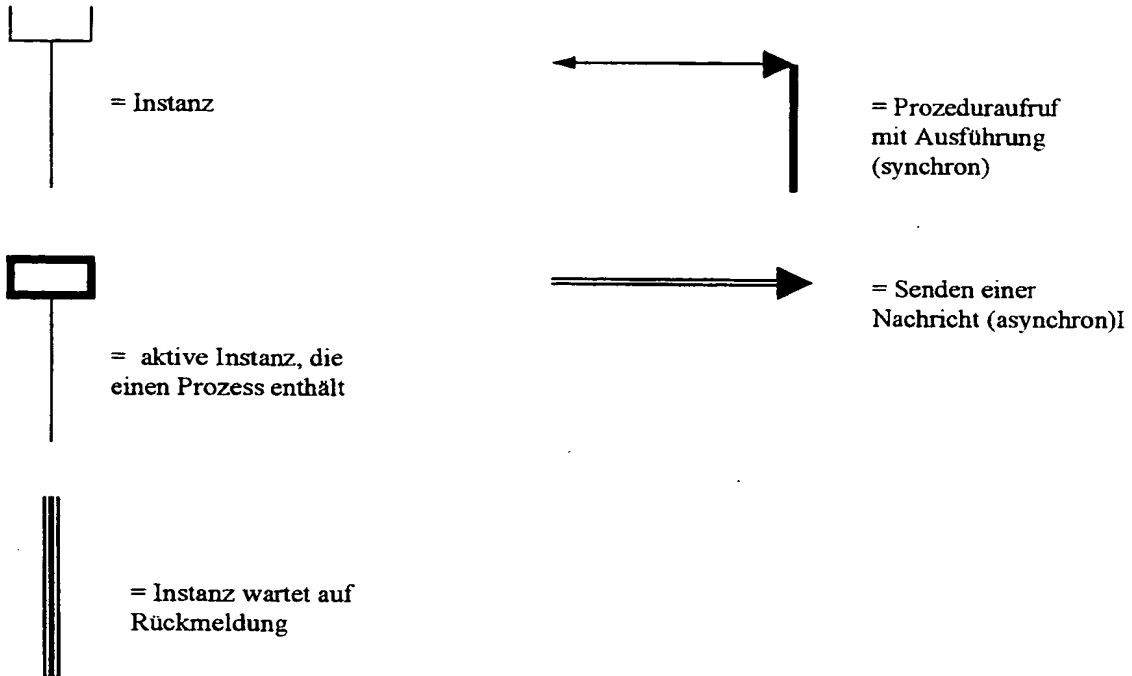 = Instanz
= Prozeduraufruf
mit Ausführung
(synchron)
= Senden einer
Nachricht (asynchron)I
= aktive Instanz, die
einen Prozess enthält
= Instanz wartet auf
Rückmeldung